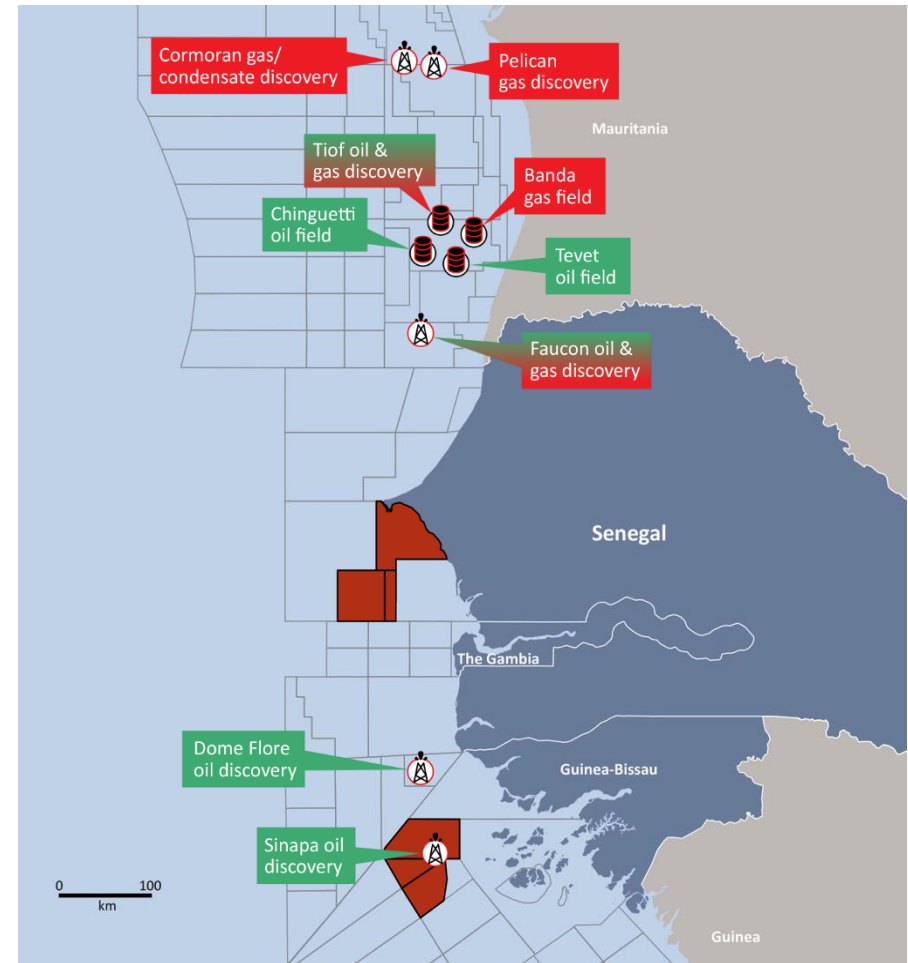 Cormoran gas/
condensate discovery
Pelican
gas discovery
Mauritania
Tiof oil &
gas discovery
Banda
gas field
Chinguetti
oil field
Tevet
oil field
Faucon oil &
gas discovery
Senegal
The Gambia
Dome Flore
oil discovery
Guinea-Bissau
Sinapa oil
discovery
0 100
km
Guinea